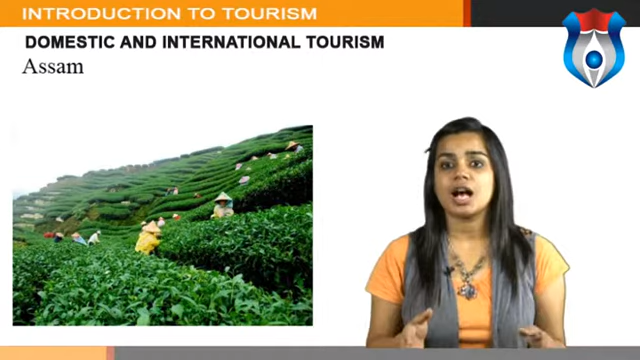 INTRODUCTION TO TOURISM
DOMESTIC AND INTERNATIONAL TOURISM
Assam